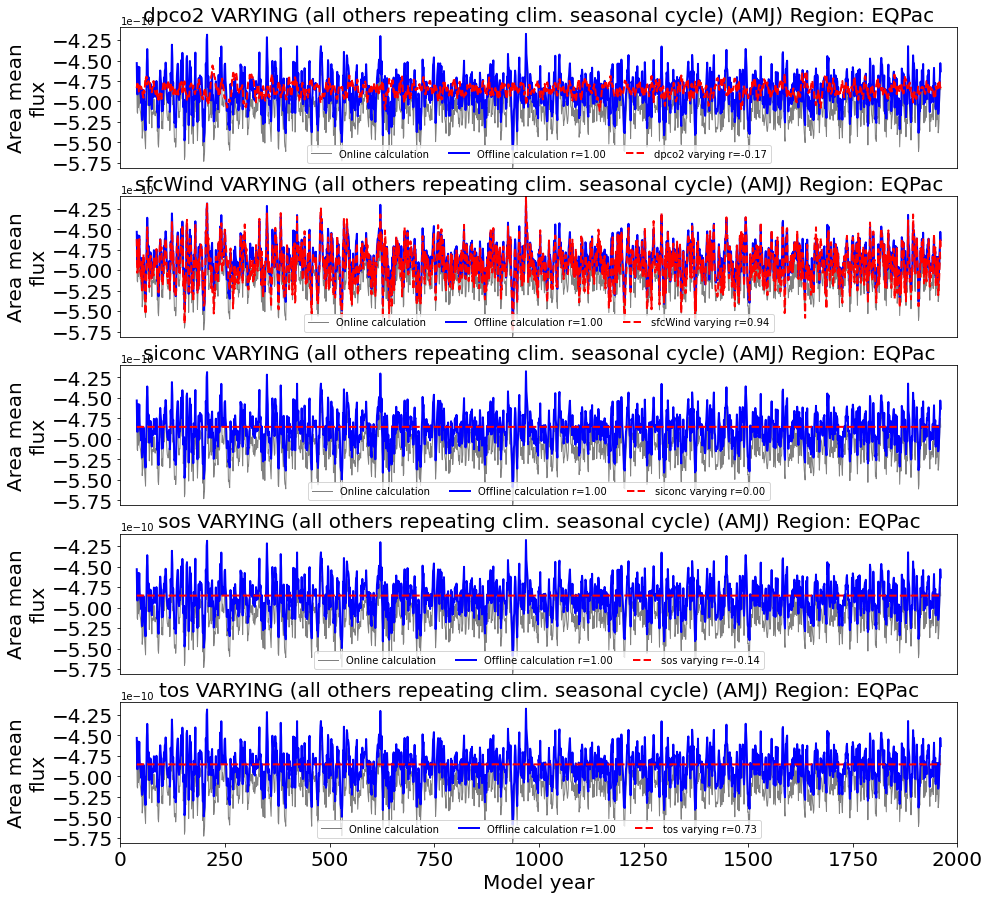 dpco2 VARYING (all others repeating clim. seasonal cycle) (AMJ) Region: EQPac
1e−10
−4.25
−4.50
−4.75
−5.00
−5.25
−5.50
−5.75
Area mean
flux
Online calculation
Offline calculation r=1.00
dpco2 varying r=-0.17
sfcWind VARYING (all others repeating clim. seasonal cycle) (AMJ) Region: EQPac
1e−10
−4.25
−4.50
−4.75
−5.00
−5.25
−5.50
−5.75
Area mean
flux
Online calculation
Offline calculation r=1.00
sfcWind varying r=0.94
siconc VARYING (all others repeating clim. seasonal cycle) (AMJ) Region: EQPac
1e−10
−4.25
−4.50
−4.75
−5.00
−5.25
−5.50
−5.75
Area mean
flux
Online calculation
Offline calculation r=1.00
siconc varying r=0.00
sos VARYING (all others repeating clim. seasonal cycle) (AMJ) Region: EQPac
1e−10
−4.25
−4.50
−4.75
−5.00
−5.25
−5.50
−5.75
Area mean
flux
Online calculation
Offline calculation r=1.00
sos varying r=-0.14
tos VARYING (all others repeating clim. seasonal cycle) (AMJ) Region: EQPac
1e−10
−4.25
−4.50
−4.75
−5.00
−5.25
−5.50
−5.75
Area mean
flux
Online calculation
Offline calculation r=1.00
tos varying r=0.73
0 250 500 750 1000 1250 1500 1750 2000
Model year